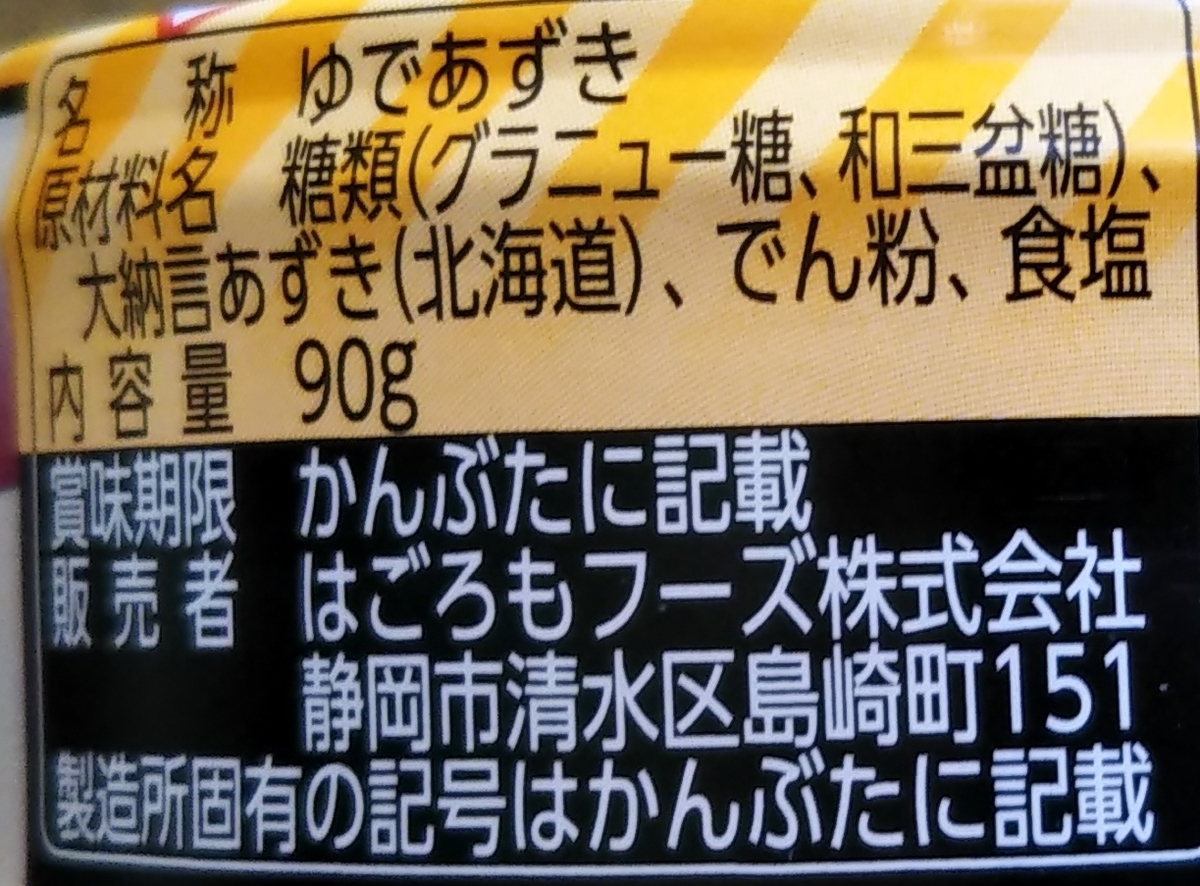 名称 ゆであずき
原材料名 糖類(グラニュー糖、和三盆糖)、
大納言あずき(北海道)、でん粉、食塩
内容量 90g
賞味期限 かんぶたに記載
販売者 はごろもフーズ株式会社
静岡市清水区島崎町151
製造所固有の記号はかんぶたに記載